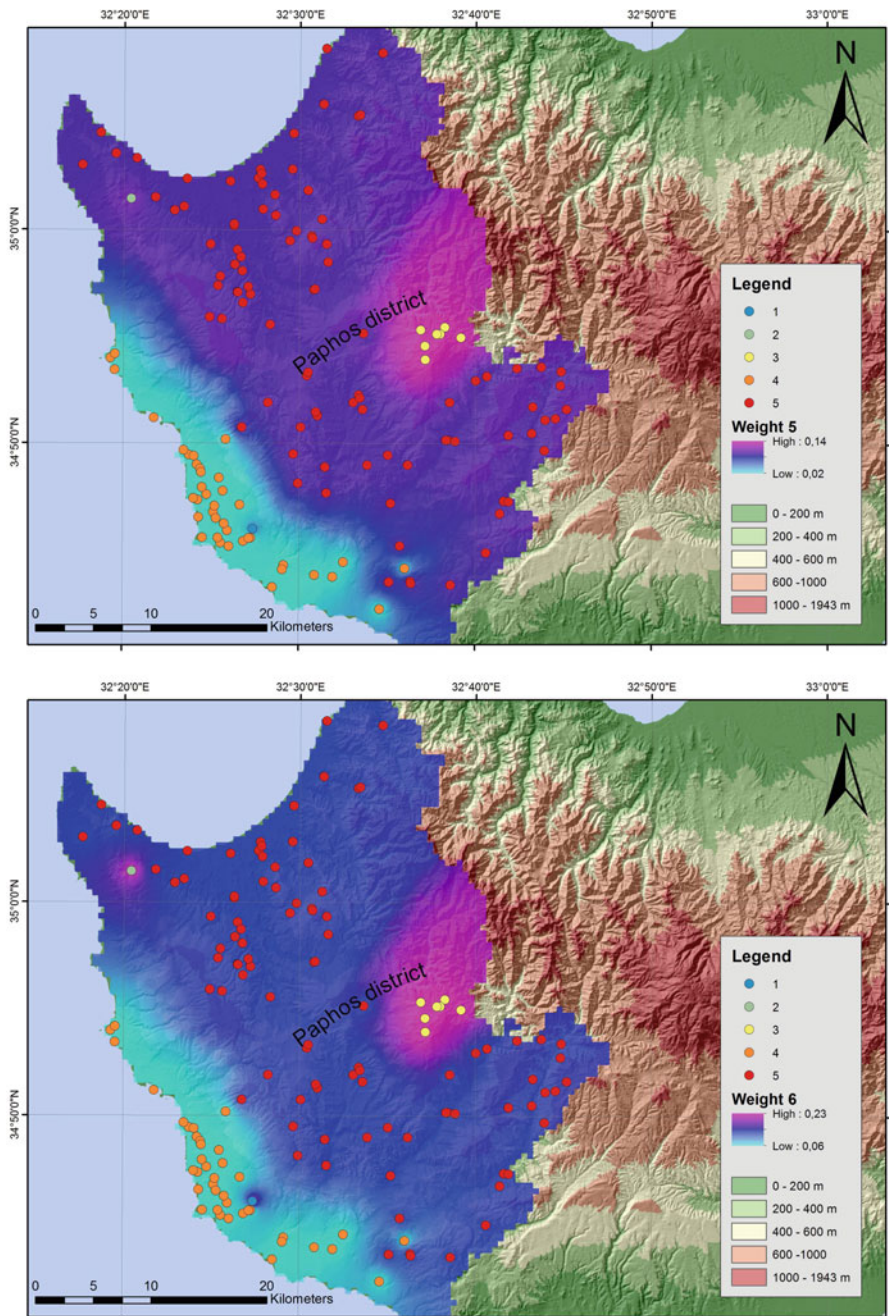 32°20'0"E 32°30'0"E 32°40'0"E 32°50'0"E 33°0'0"E
N
35°0'0"N
34°50'0"N
Paphos district
Legend
1
2
3
4
5
Weight 5
High : 0,14
Low : 0,02
0 - 200 m
200 - 400 m
400 - 600 m
600 -1000
1000 - 1943 m
0 5 10 20
Kilometers
32°20'0"E 32°30'0"E 32°40'0"E 32°50'0"E 33°0'0"E
N
35°0'0"N
34°50'0"N
Paphos district
Legend
1
2
3
4
5
Weight 6
High : 0,23
Low : 0,06
0 - 200 m
200 - 400 m
400 - 600 m
600 -1000
1000 - 1943 m
0 5 10 20
Kilometers